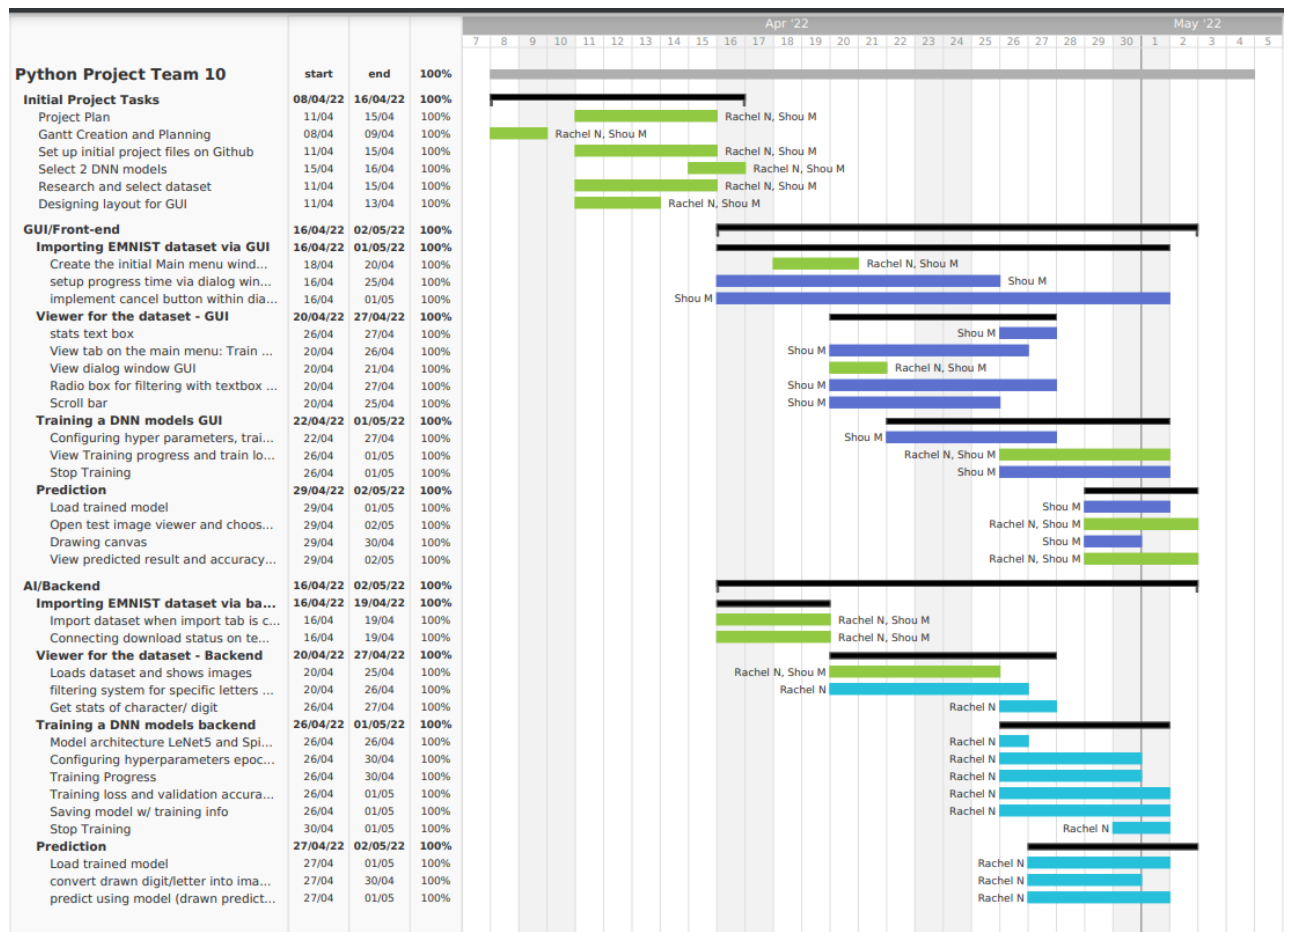 Apr '22 May '22
7 8 9 10 11 12 13 14 15 16 17 18 19 20 21 22 23 24 25 26 27 28 29 30 1 2 3 4 5
Python Project Team 10 start end 100%
Initial Project Tasks 08/04/22 16/04/22 100%
Project Plan 11/04 15/04 100% Rachel N, Shou M
Gantt Creation and Planning 08/04 09/04 100% Rachel N, Shou M
Set up initial project files on Github 11/04 15/04 100% Rachel N, Shou M
Select 2 DNN models 15/04 16/04 100% Rachel N, Shou M
Research and select dataset 11/04 15/04 100% Rachel N, Shou M
Designing layout for GUI 11/04 13/04 100% Rachel N, Shou M
GUI/Front-end 16/04/22 02/05/22 100%
Importing EMNIST dataset via GUI 16/04/22 01/05/22 100%
Create the initial Main menu wind... 18/04 20/04 100% Rachel N, Shou M
setup progress time via dialog win... 16/04 25/04 100% Shou M
implement cancel button within dia... 16/04 01/05 100% Shou M
Viewer for the dataset - GUI 20/04/22 27/04/22 100%
stats text box 26/04 27/04 100% Shou M
View tab on the main menu: Train ... 20/04 26/04 100% Shou M
View dialog window GUI 20/04 21/04 100% Rachel N, Shou M
Radio box for filtering with textbox ... 20/04 27/04 100% Shou M
Scroll bar 20/04 25/04 100% Shou M
Training a DNN models GUI 22/04/22 01/05/22 100%
Configuring hyper parameters, trai... 22/04 27/04 100% Shou M
View Training progress and train lo... 26/04 01/05 100% Rachel N, Shou M
Stop Training 26/04 01/05 100% Shou M
Prediction 29/04/22 02/05/22 100%
Load trained model 29/04 01/05 100% Shou M
Open test image viewer and choos... 29/04 02/05 100% Rachel N, Shou M
Drawing canvas 29/04 30/04 100% Shou M
View predicted result and accuracy... 29/04 02/05 100% Rachel N, Shou M
AI/Backend 16/04/22 02/05/22 100%
Importing EMNIST dataset via ba... 16/04/22 19/04/22 100%
Import dataset when import tab is c... 16/04 19/04 100% Rachel N, Shou M
Connecting download status on te... 16/04 19/04 100% Rachel N, Shou M
Viewer for the dataset - Backend 20/04/22 27/04/22 100%
Loads dataset and shows images 20/04 25/04 100% Rachel N, Shou M
filtering system for specific letters ... 20/04 26/04 100% Rachel N
Get stats of character/ digit 26/04 27/04 100% Rachel N
Training a DNN models backend 26/04/22 01/05/22 100%
Model architecture LeNet5 and Spi... 26/04 26/04 100% Rachel N
Configuring hyperparameters epoc... 26/04 30/04 100% Rachel N
Training Progress 26/04 30/04 100% Rachel N
Training loss and validation accura... 26/04 01/05 100% Rachel N
Saving model w/ training info 26/04 01/05 100% Rachel N
Stop Training 30/04 01/05 100% Rachel N
Prediction 27/04/22 02/05/22 100%
Load trained model 27/04 01/05 100% Rachel N
convert drawn digit/letter into ima... 27/04 30/04 100% Rachel N
predict using model (drawn predict... 27/04 01/05 100% Rachel N